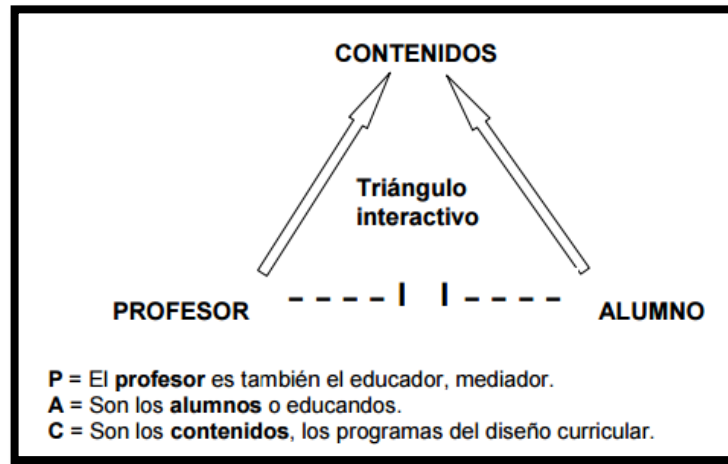 CONTENIDOS
Triángulo
interactivo
PROFESOR
ALUMNO
P = El profesor es también el educador, mediador.
A = Son los alumnos o educandos.
C = Son los contenidos, los programas del diseño curricular.